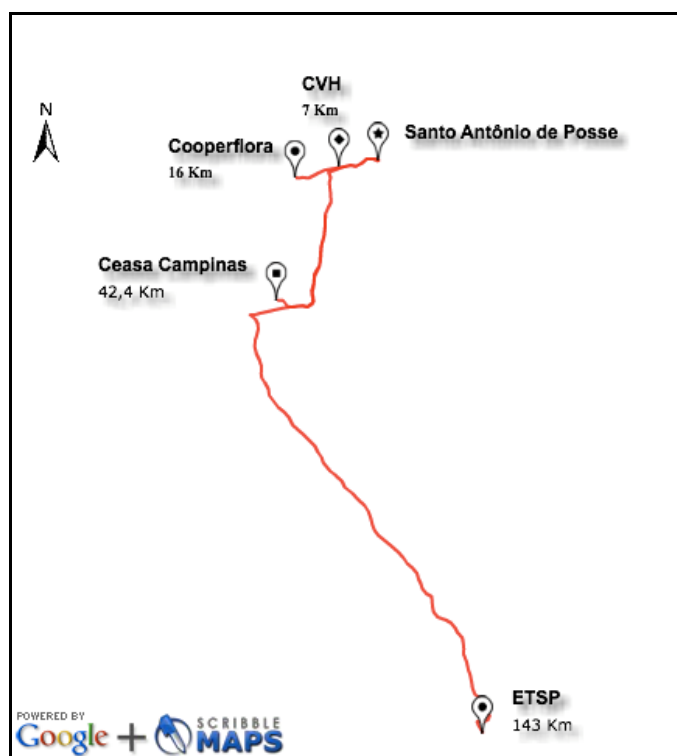 CVH
7 Km
N
Santo Antônio de Posse
Cooperflora
16 Km
Ceasa Campinas
42,4 Km
ETSP
143 Km
POWERED BY
Google + SCRIBBLE MAPS